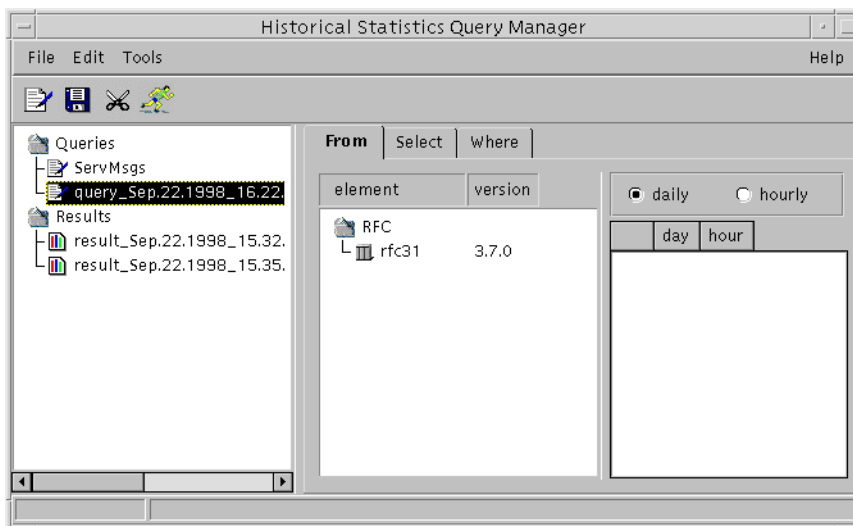 Historical Statistics Query Manager
File Edit Tools Help
Queries
ServMsgs
query_Sep.22.1998_16.22.
Results
result_Sep.22.1998_15.32.
result_Sep.22.1998_15.35.
From Select Where
element version
RFC
rfc31 3.7.0
daily hourly
day hour